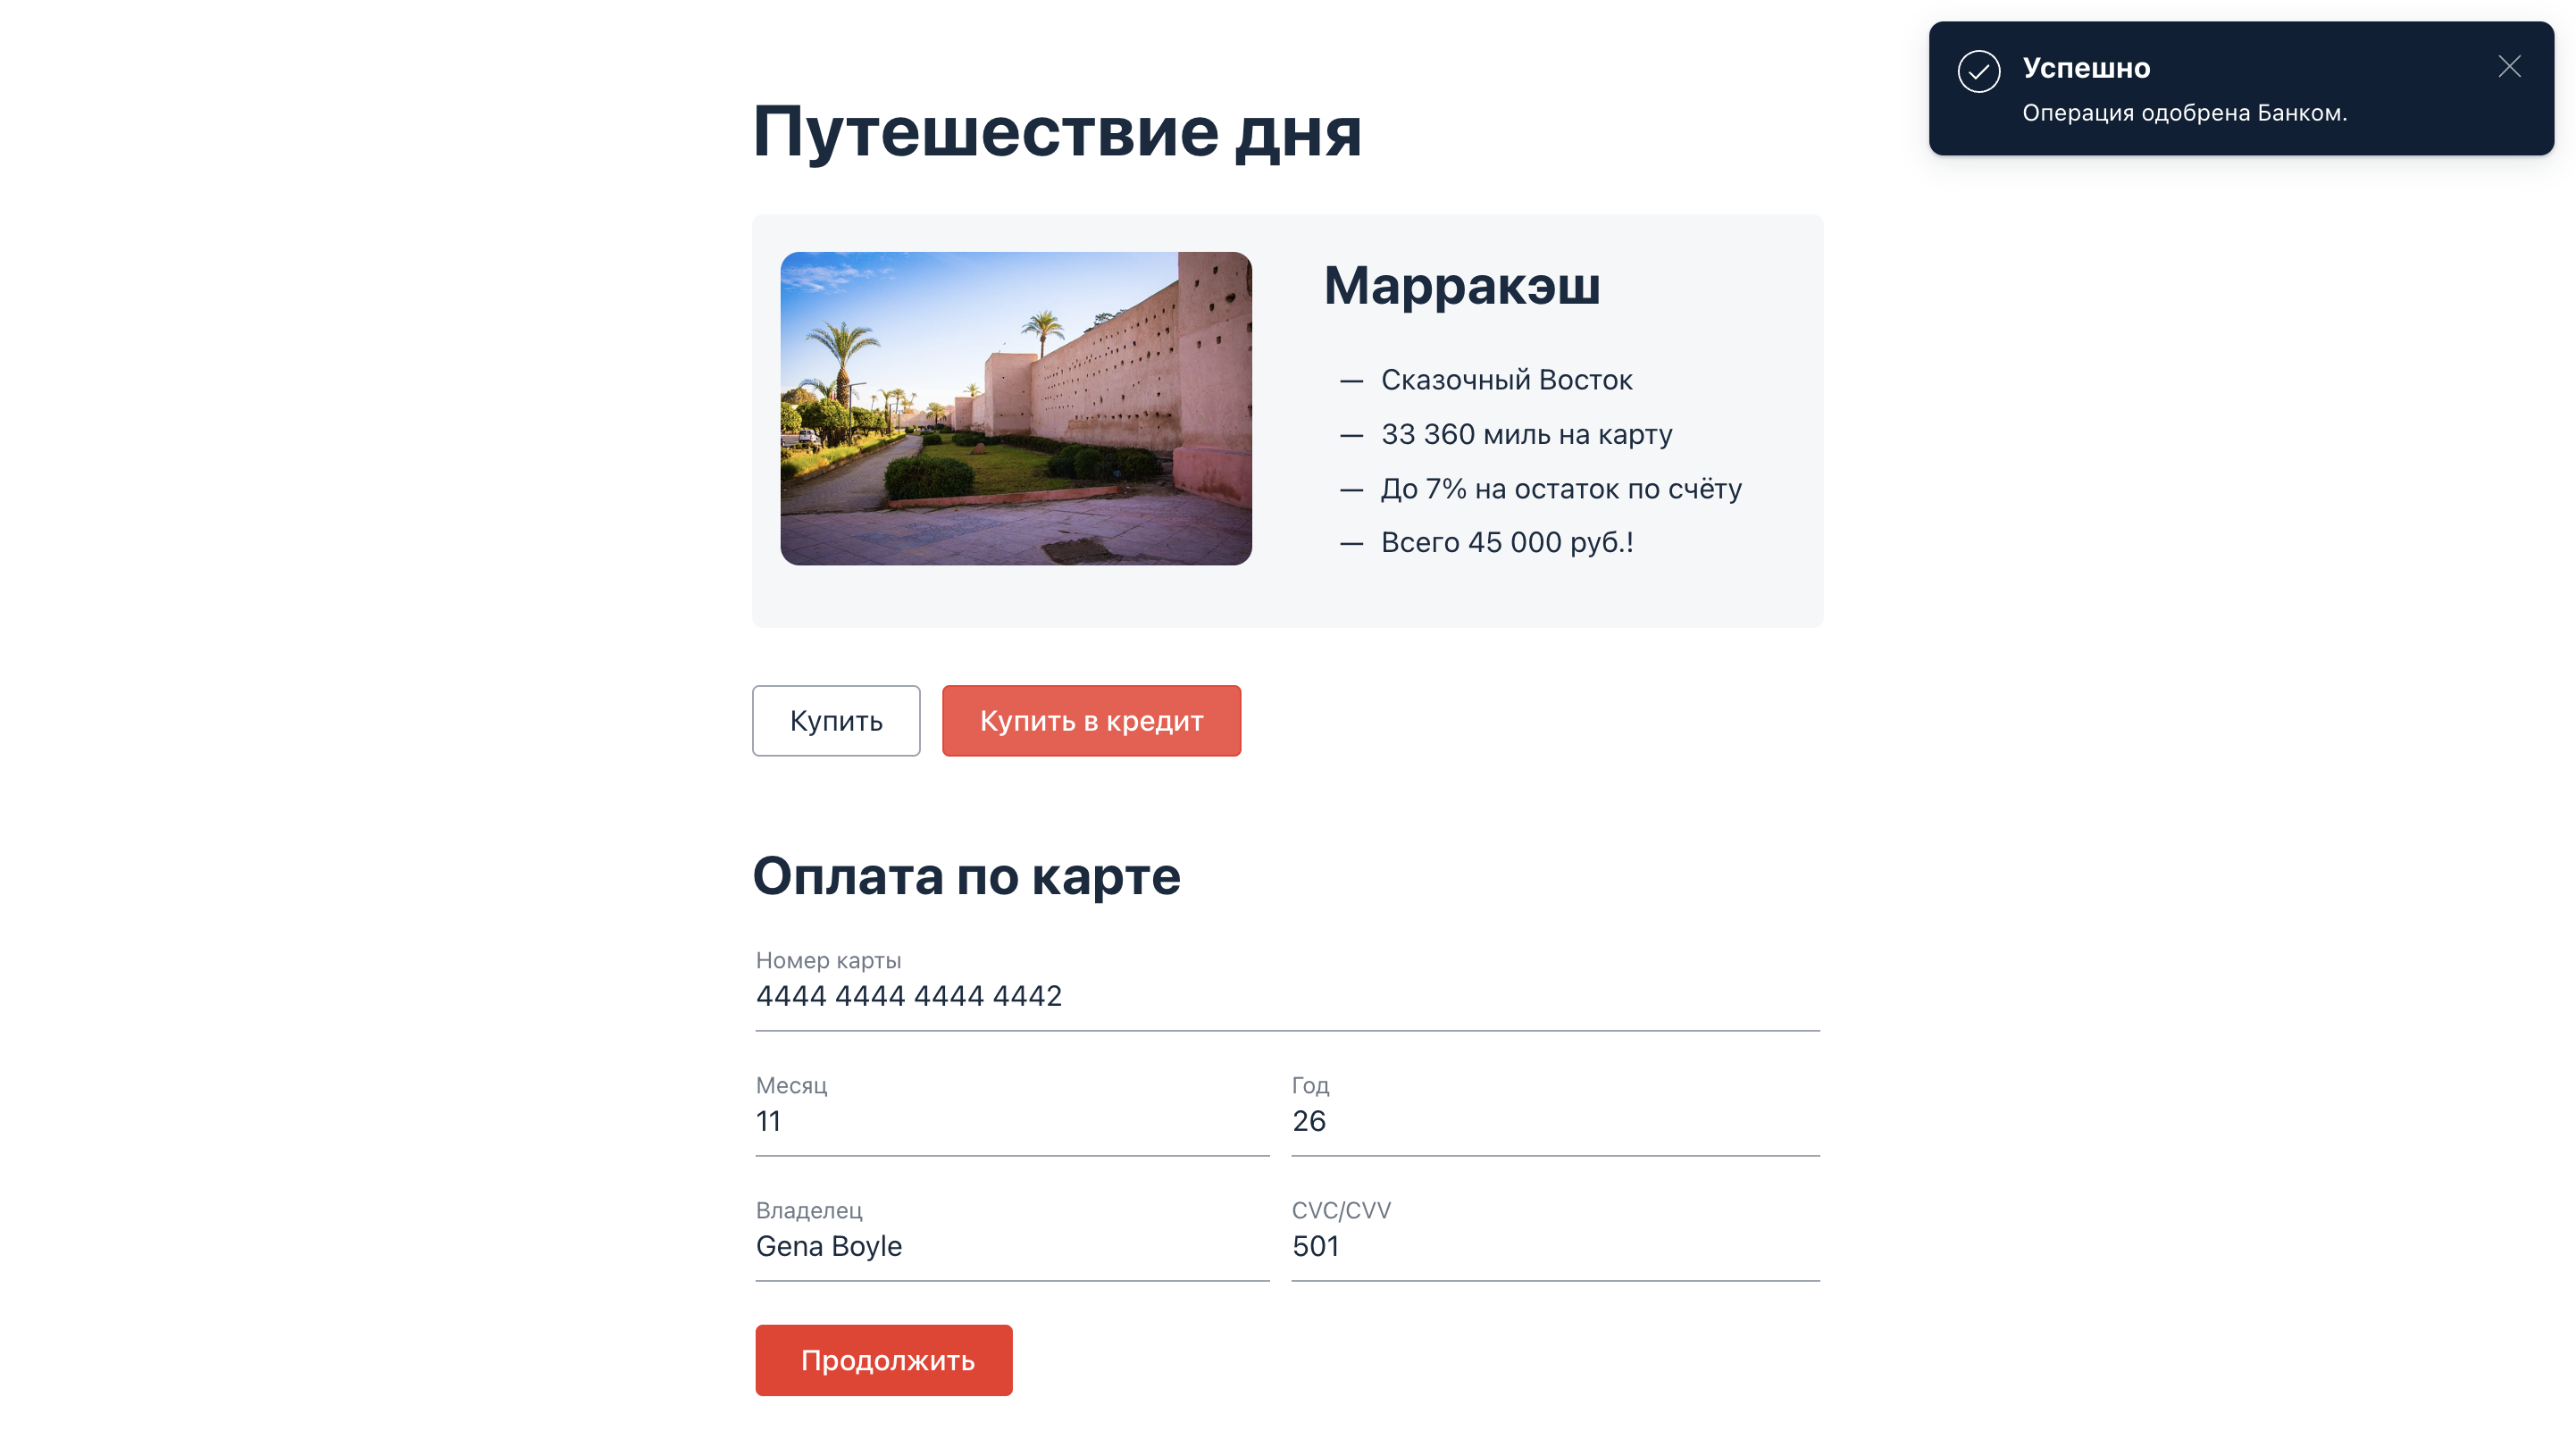 Успешно
Операция одобрена Банком.
Путешествие дня
Марракэш
— Сказочный Восток
— 33 360 миль на карту
— До 7% на остаток по счёту
— Всего 45 000 руб.!
Купить
Купить в кредит
Оплата по карте
Номер карты
4444 4444 4444 4442
Месяц
11
Год
26
Владелец
Gena Boyle
CVC/CVV
501
Продолжить